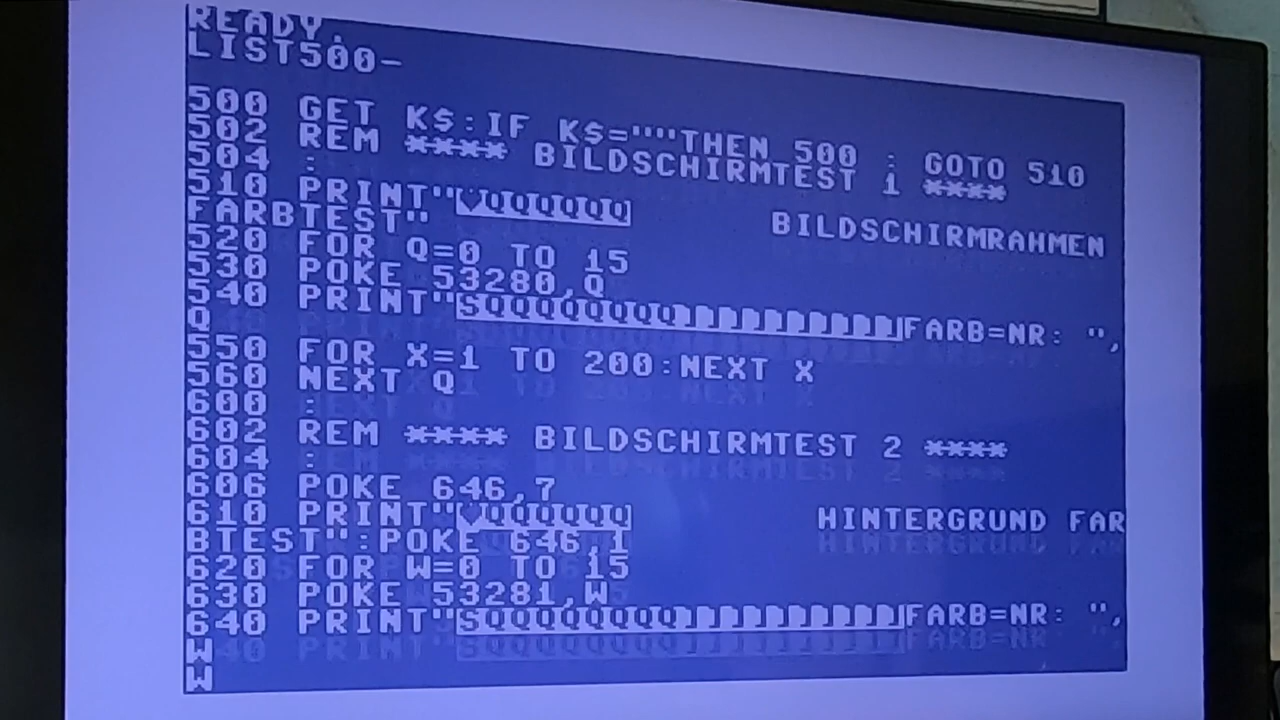 READY.
LIST500-
500 GET K$:IF K$=""THEN 500 : GOTO 510
502 REM **** BILDSCHIRMTEST 1 ****
504 :
510 PRINT"♥QQQQQQ BILDSCHIRMRAHMEN
FARBTEST"
520 FOR Q=0 TO 15
530 POKE 53280,Q
540 PRINT"SQQQQQQQQ]]]]]]]]]]FARB=NR: ",
Q
550 FOR X=1 TO 200:NEXT X
560 NEXT Q
600 :
602 REM **** BILDSCHIRMTEST 2 ****
604 :
606 POKE 646,7
610 PRINT"♥QQQQQQ HINTERGRUND FAR
BTEST":POKE 646,1
620 FOR W=0 TO 15
630 POKE 53281,W
640 PRINT"SQQQQQQQQ]]]]]]]]]]FARB=NR: ",
W
W